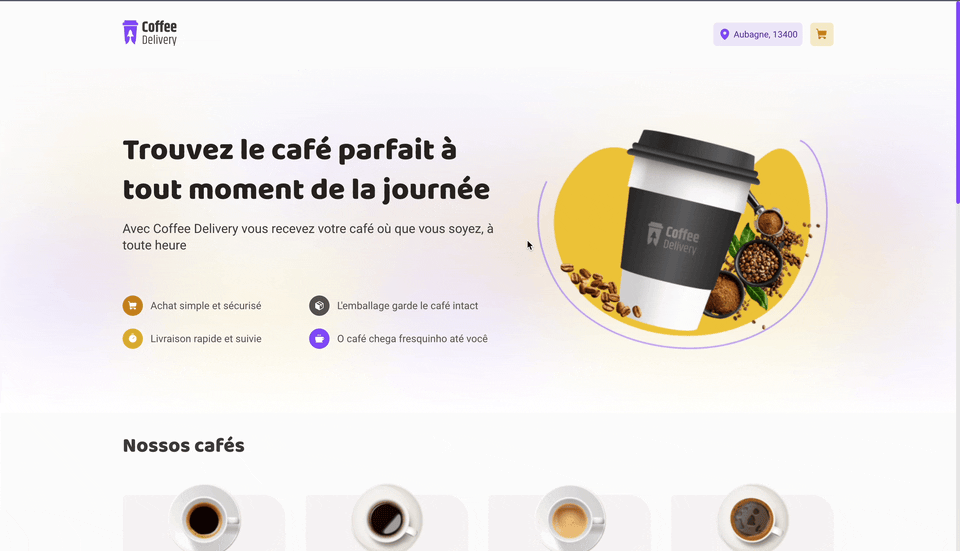 Coffee
Delivery
Aubagne, 13400
Trouvez le café parfait à
tout moment de la journée
Avec Coffee Delivery vous recevez votre café où que vous soyez, à
toute heure
Coffee
Delivery
Achat simple et sécurisé
L'emballage garde le café intact
Livraison rapide et suivie
O café chega fresquinho até você
Nossos cafés